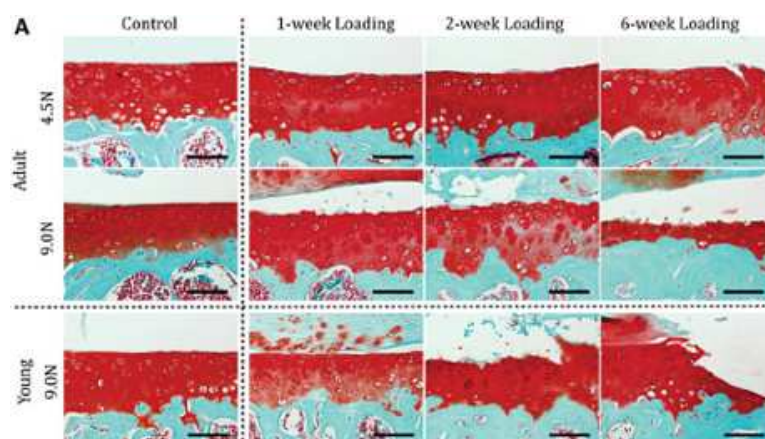 A
Control 1-week Loading 2-week Loading 6-week Loading
Adult
4.5N
9.0N
Young
9.0N